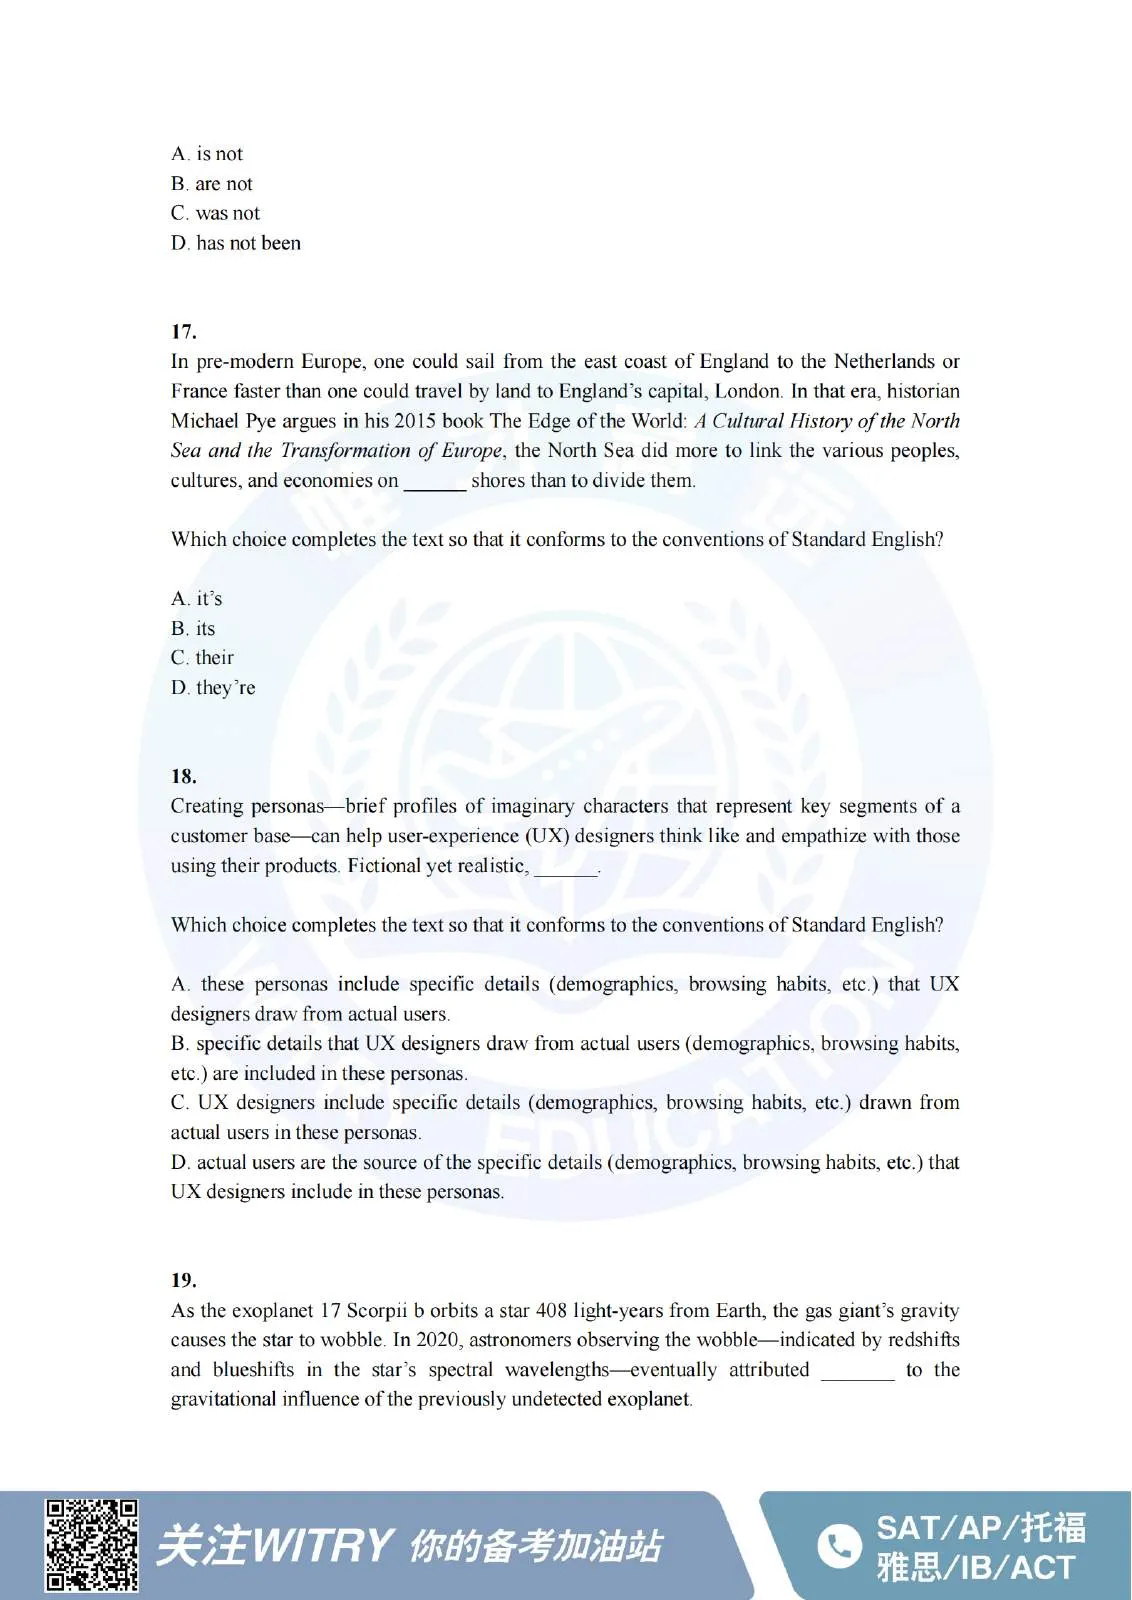 A. is not
B. are not
C. was not
D. has not been
17.
In pre-modern Europe, one could sail from the east coast of England to the Netherlands or
France faster than one could travel by land to England’s capital, London. In that era, historian
Michael Pye argues in his 2015 book The Edge of the World: A Cultural History of the North
Sea and the Transformation of Europe, the North Sea did more to link the various peoples,
cultures, and economies on ______ shores than to divide them.
Which choice completes the text so that it conforms to the conventions of Standard English?
A. it’s
B. its
C. their
D. they’re
18.
Creating personas—brief profiles of imaginary characters that represent key segments of a
customer base—can help user-experience (UX) designers think like and empathize with those
using their products. Fictional yet realistic, ______.
Which choice completes the text so that it conforms to the conventions of Standard English?
A. these personas include specific details (demographics, browsing habits, etc.) that UX
designers draw from actual users.
B. specific details that UX designers draw from actual users (demographics, browsing habits,
etc.) are included in these personas.
C. UX designers include specific details (demographics, browsing habits, etc.) drawn from
actual users in these personas.
D. actual users are the source of the specific details (demographics, browsing habits, etc.) that
UX designers include in these personas.
19.
As the exoplanet 17 Scorpii b orbits a star 408 light-years from Earth, the gas giant’s gravity
causes the star to wobble. In 2020, astronomers observing the wobble—indicated by redshifts
and blueshifts in the star’s spectral wavelengths—eventually attributed _______ to the
gravitational influence of the previously undetected exoplanet.
关注WITRY 你的备考加油站
SAT/AP/托福
雅思/IB/ACT
EDUCATION